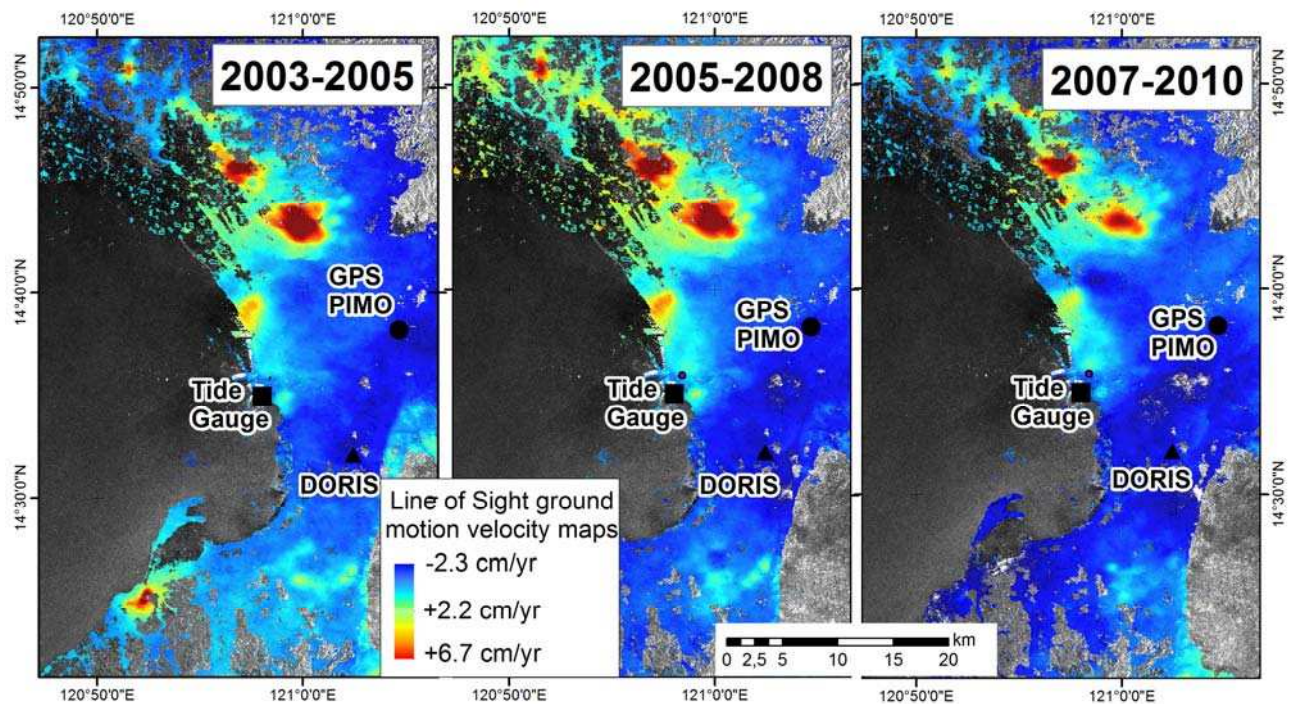 120°50'0"E 121°0'0"E 120°50'0"E 121°0'0"E 120°50'0"E 121°0'0"E
2003-2005 2005-2008 2007-2010
14°50'0"N 14°50'0"N
14°40'0"N 14°40'0"N
GPS
PIMO
GPS
PIMO
GPS
PIMO
Tide
Gauge
Tide
Gauge
Tide
Gauge
DORIS DORIS DORIS
14°30'0"N 14°30'0"N
Line of Sight ground
motion velocity maps
-2.3 cm/yr
+2.2 cm/yr
+6.7 cm/yr
km
0 2,5 5 10 15 20
120°50'0"E 121°0'0"E 120°50'0"E 121°0'0"E 120°50'0"E 121°0'0"E